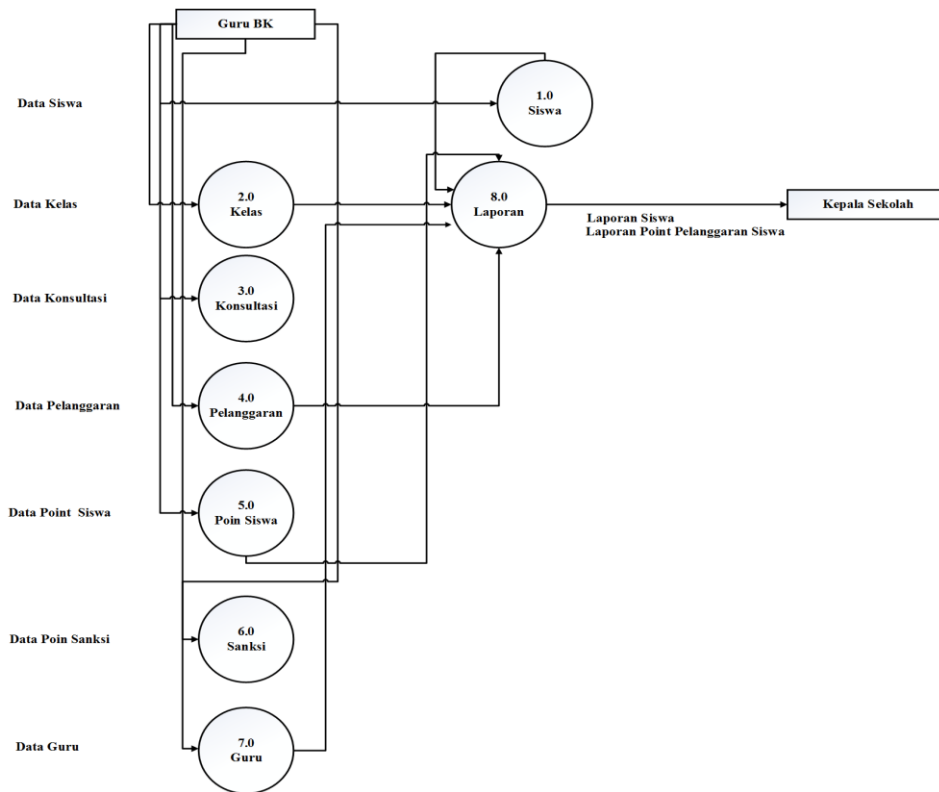 Guru BK
Data Siswa
1.0
Siswa
Data Kelas
2.0
Kelas
8.0
Laporan
Laporan Siswa
Laporan Point Pelanggaran Siswa
Kepala Sekolah
Data Konsultasi
3.0
Konsultasi
Data Pelanggaran
4.0
Pelanggaran
Data Point Siswa
5.0
Poin Siswa
Data Poin Sanksi
6.0
Sanksi
Data Guru
7.0
Guru